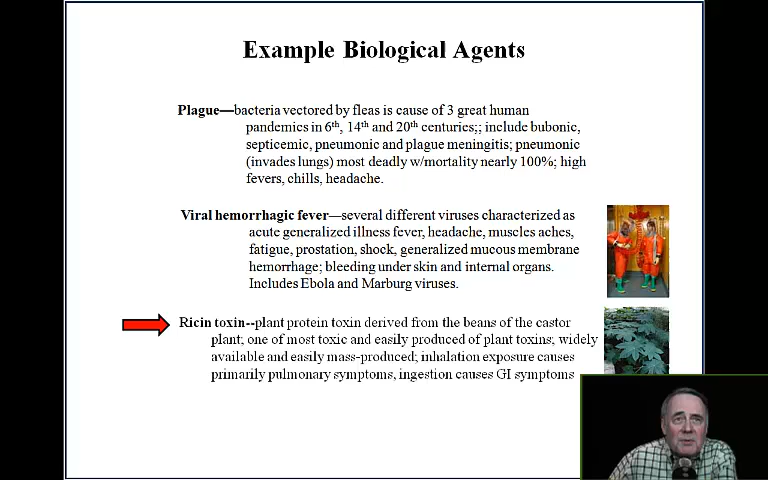 Example Biological Agents
Plague—bacteria vectored by fleas is cause of 3 great human
pandemics in 6th, 14th and 20th centuries;; include bubonic,
septicemic, pneumonic and plague meningitis; pneumonic
(invades lungs) most deadly w/mortality nearly 100%; high
fevers, chills, headache.
Viral hemorrhagic fever—several different viruses characterized as
acute generalized illness fever, headache, muscles aches,
fatigue, prostation, shock, generalized mucous membrane
hemorrhage; bleeding under skin and internal organs.
Includes Ebola and Marburg viruses.
Ricin toxin--plant protein toxin derived from the beans of the castor
plant; one of most toxic and easily produced of plant toxins; widely
available and easily mass-produced; inhalation exposure causes
primarily pulmonary symptoms, ingestion causes GI symptoms